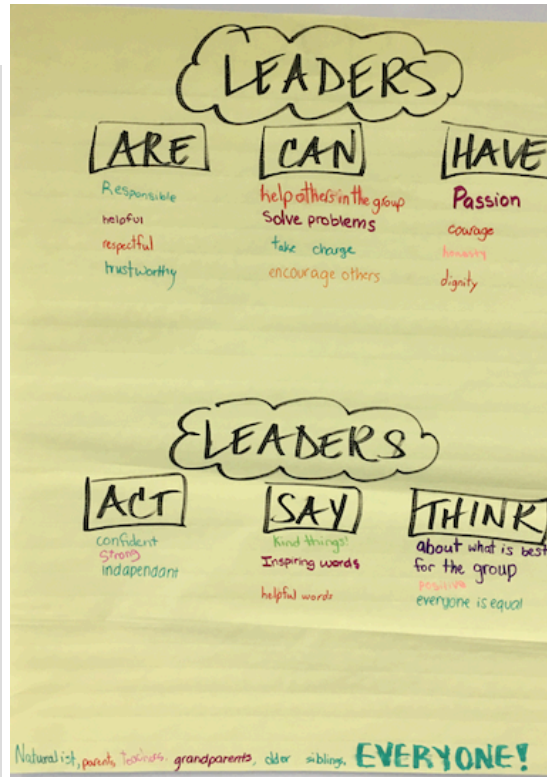 LEADERS
ARE
Responsible
helpful
respectful
trustworthy
CAN
help others in the group
Solve problems
take charge
encourage others
HAVE
Passion
courage
honesty
dignity
LEADERS
ACT
confident
Strong
indapendant
SAY
Kind things!
Inspiring words
helpful words
THINK
about what is best
for the group
Positive
everyone is equal
Naturalist, parents, teachers, grandparents, older siblings, EVERYONE!